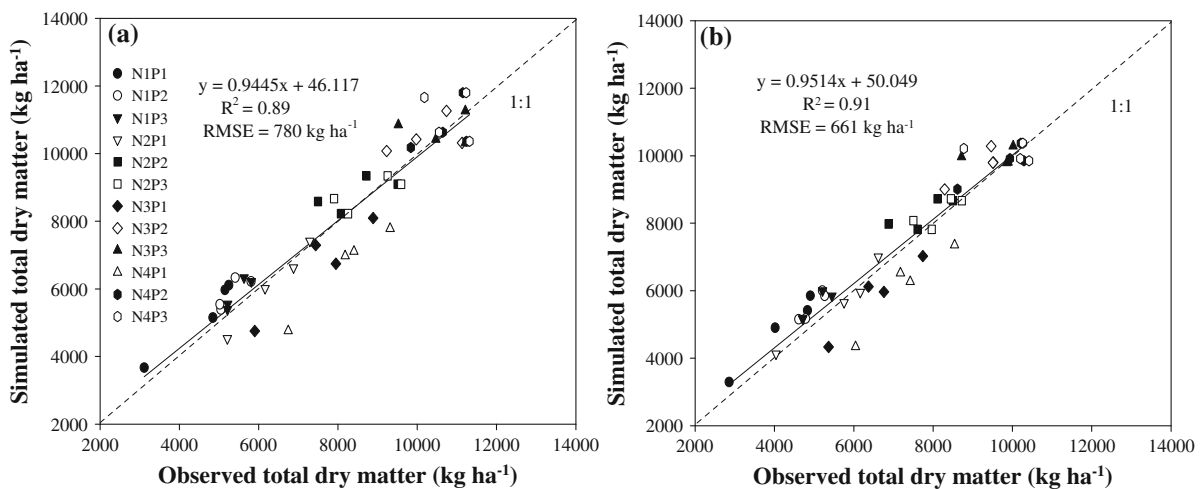 (a)
14000
12000
10000
8000
6000
4000
2000
Simulated total dry matter (kg ha⁻¹)
N1P1
N1P2
N1P3
N2P1
N2P2
N2P3
N3P1
N3P2
N3P3
N4P1
N4P2
N4P3
y = 0.9445x + 46.117
R² = 0.89
RMSE = 780 kg ha⁻¹
1:1
2000 4000 6000 8000 10000 12000 14000
Observed total dry matter (kg ha⁻¹)
(b)
14000
12000
10000
8000
6000
4000
2000
Simulated total dry matter (kg ha⁻¹)
y = 0.9514x + 50.049
R² = 0.91
RMSE = 661 kg ha⁻¹
1:1
2000 4000 6000 8000 10000 12000 14000
Observed total dry matter (kg ha⁻¹)